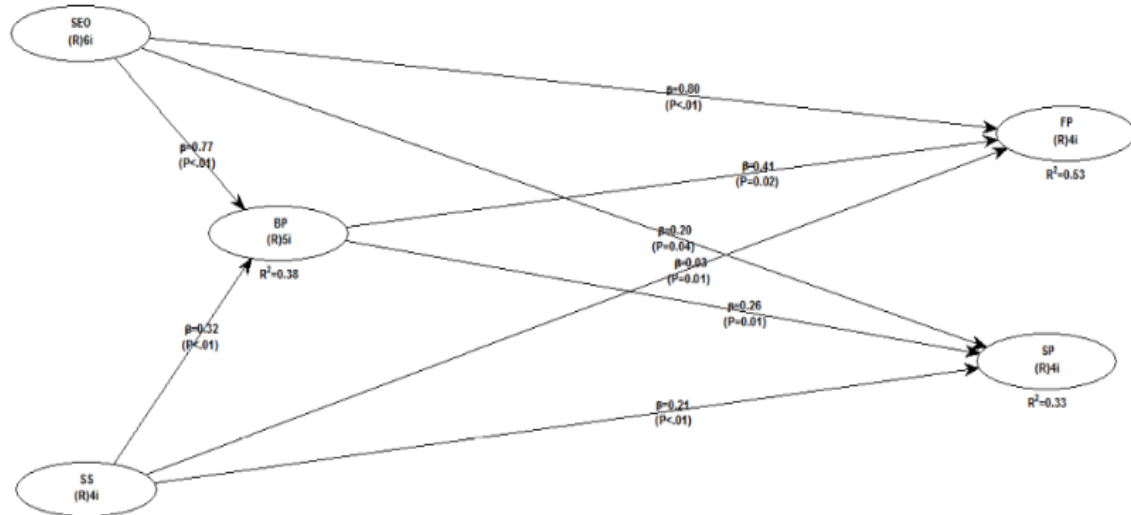 SEO
(R)6i
β=0.80
(P<.01)
FP
(R)4i
R²=0.53
β=0.77
(P<.01)
β=0.41
(P=0.02)
BP
(R)5i
R²=0.38
β=0.20
(P=0.04)
β=0.03
(P=0.01)
β=0.26
(P=0.01)
β=0.32
(P<.01)
SP
(R)4i
R²=0.33
β=0.21
(P<.01)
SS
(R)4i